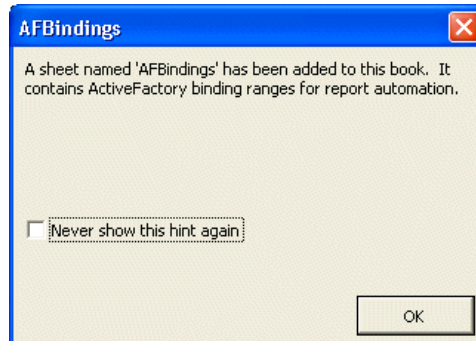 AFBindings
A sheet named 'AFBindings' has been added to this book. It
contains ActiveFactory binding ranges for report automation.
Never show this hint again
OK